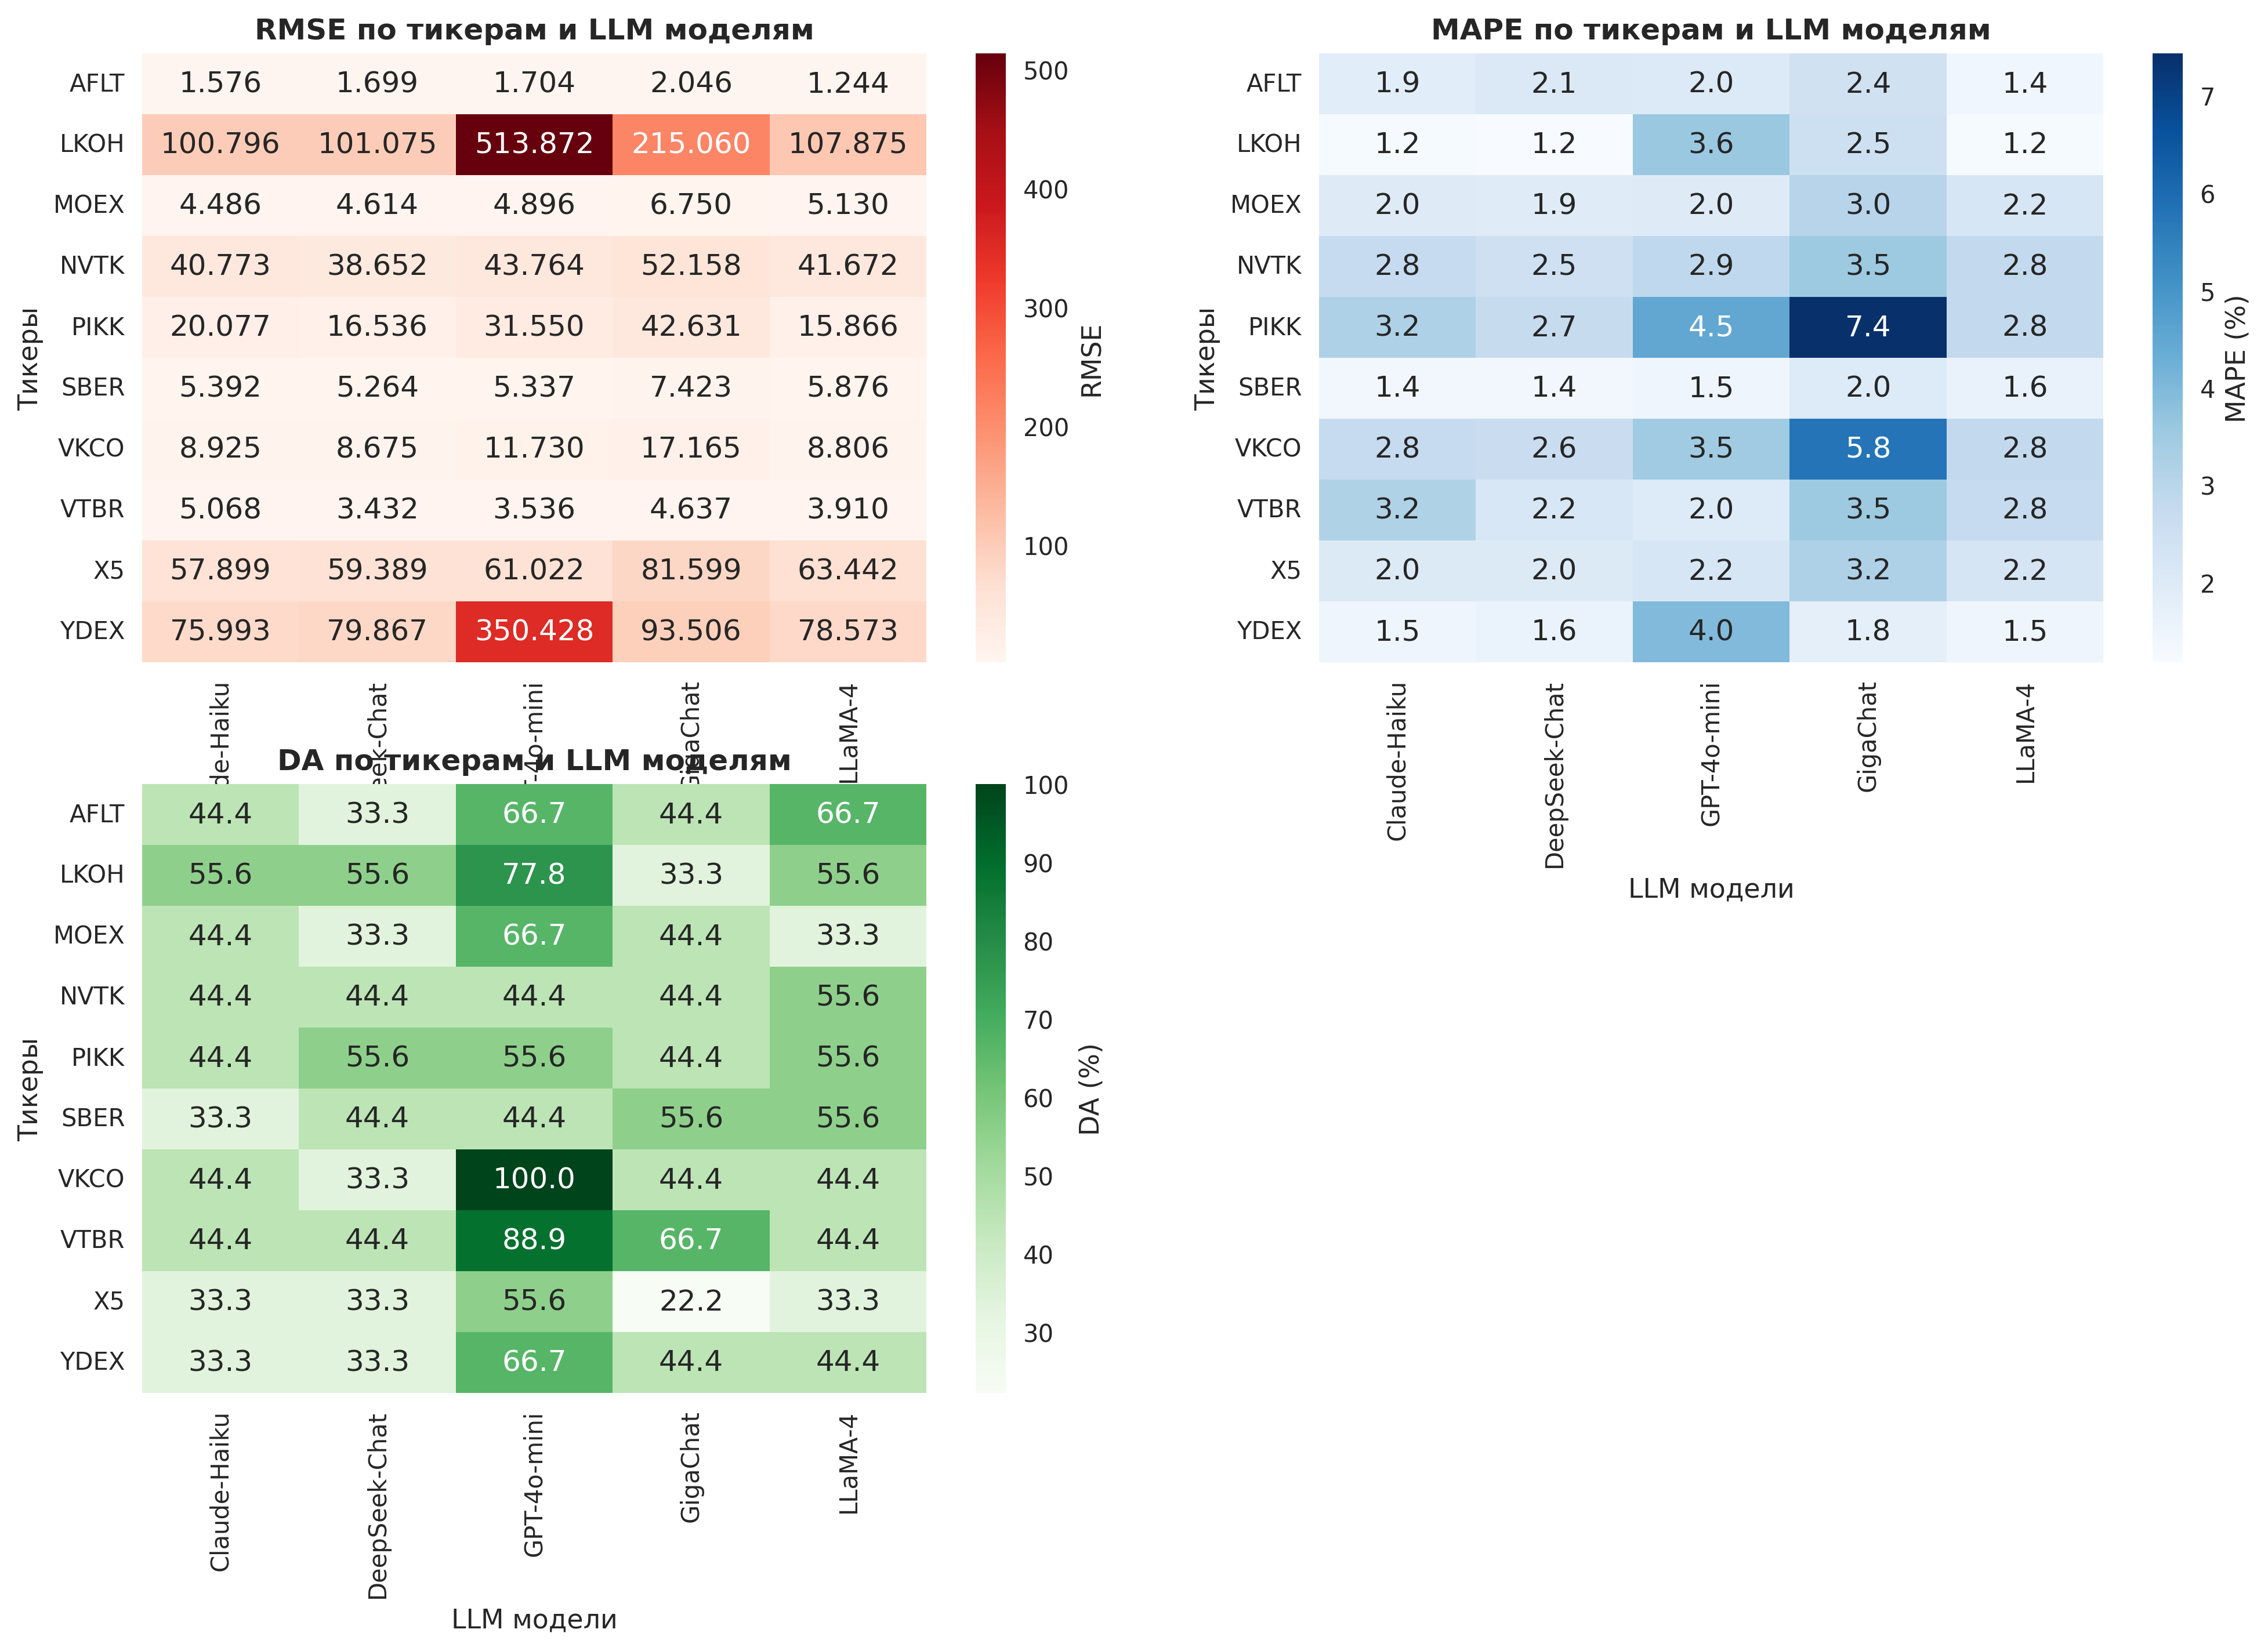 RMSE по тикерам и LLM моделям
Тикеры
AFLT 1.576 1.699 1.704 2.046 1.244
LKOH 100.796 101.075 513.872 215.060 107.875
MOEX 4.486 4.614 4.896 6.750 5.130
NVTK 40.773 38.652 43.764 52.158 41.672
PIKK 20.077 16.536 31.550 42.631 15.866
SBER 5.392 5.264 5.337 7.423 5.876
VKCO 8.925 8.675 11.730 17.165 8.806
VTBR 5.068 3.432 3.536 4.637 3.910
X5 57.899 59.389 61.022 81.599 63.442
YDEX 75.993 79.867 350.428 93.506 78.573
500
400
300
200
100
RMSE
de-Haiku
eek-Chat
T-4o-mini
GigaChat
LLaMA-4
MAPE по тикерам и LLM моделям
Тикеры
AFLT 1.9 2.1 2.0 2.4 1.4
LKOH 1.2 1.2 3.6 2.5 1.2
MOEX 2.0 1.9 2.0 3.0 2.2
NVTK 2.8 2.5 2.9 3.5 2.8
PIKK 3.2 2.7 4.5 7.4 2.8
SBER 1.4 1.4 1.5 2.0 1.6
VKCO 2.8 2.6 3.5 5.8 2.8
VTBR 3.2 2.2 2.0 3.5 2.8
X5 2.0 2.0 2.2 3.2 2.2
YDEX 1.5 1.6 4.0 1.8 1.5
7
6
5
4
3
2
MAPE (%)
Claude-Haiku
DeepSeek-Chat
GPT-4o-mini
GigaChat
LLaMA-4
LLM модели
DA по тикерам и LLM моделям
Тикеры
AFLT 44.4 33.3 66.7 44.4 66.7
LKOH 55.6 55.6 77.8 33.3 55.6
MOEX 44.4 33.3 66.7 44.4 33.3
NVTK 44.4 44.4 44.4 44.4 55.6
PIKK 44.4 55.6 55.6 44.4 55.6
SBER 33.3 44.4 44.4 55.6 55.6
VKCO 44.4 33.3 100.0 44.4 44.4
VTBR 44.4 44.4 88.9 66.7 44.4
X5 33.3 33.3 55.6 22.2 33.3
YDEX 33.3 33.3 66.7 44.4 44.4
100
90
80
70
60
50
40
30
DA (%)
Claude-Haiku
DeepSeek-Chat
GPT-4o-mini
GigaChat
LLaMA-4
LLM модели